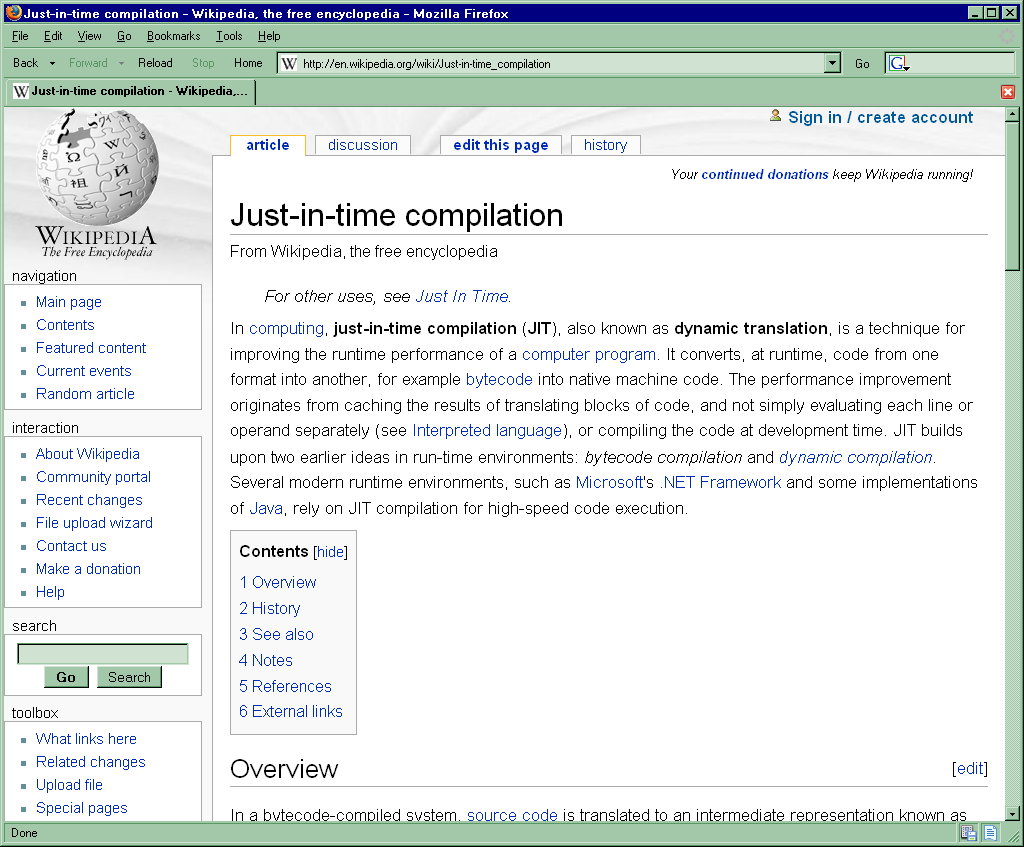 Just-in-time compilation - Wikipedia, the free encyclopedia - Mozilla Firefox
File Edit View Go Bookmarks Tools Help
Back Forward Reload Stop Home W http://en.wikipedia.org/wiki/Just-in-time_compilation Go G
W Just-in-time compilation - Wikipedia,...
Sign in / create account
article discussion edit this page history
Your continued donations keep Wikipedia running!
Ω W И 祖
WIKIPEDIA
The Free Encyclopedia
Just-in-time compilation
From Wikipedia, the free encyclopedia
For other uses, see Just In Time.
In computing, just-in-time compilation (JIT), also known as dynamic translation, is a technique for
improving the runtime performance of a computer program. It converts, at runtime, code from one
format into another, for example bytecode into native machine code. The performance improvement
originates from caching the results of translating blocks of code, and not simply evaluating each line or
operand separately (see Interpreted language), or compiling the code at development time. JIT builds
upon two earlier ideas in run-time environments: bytecode compilation and dynamic compilation.
Several modern runtime environments, such as Microsoft's .NET Framework and some implementations
of Java, rely on JIT compilation for high-speed code execution.
Contents [hide]
1 Overview
2 History
3 See also
4 Notes
5 References
6 External links
Overview
[edit]
In a bytecode-compiled system, source code is translated to an intermediate representation known as
navigation
Main page
Contents
Featured content
Current events
Random article
interaction
About Wikipedia
Community portal
Recent changes
File upload wizard
Contact us
Make a donation
Help
search
Go Search
toolbox
What links here
Related changes
Upload file
Special pages
Done